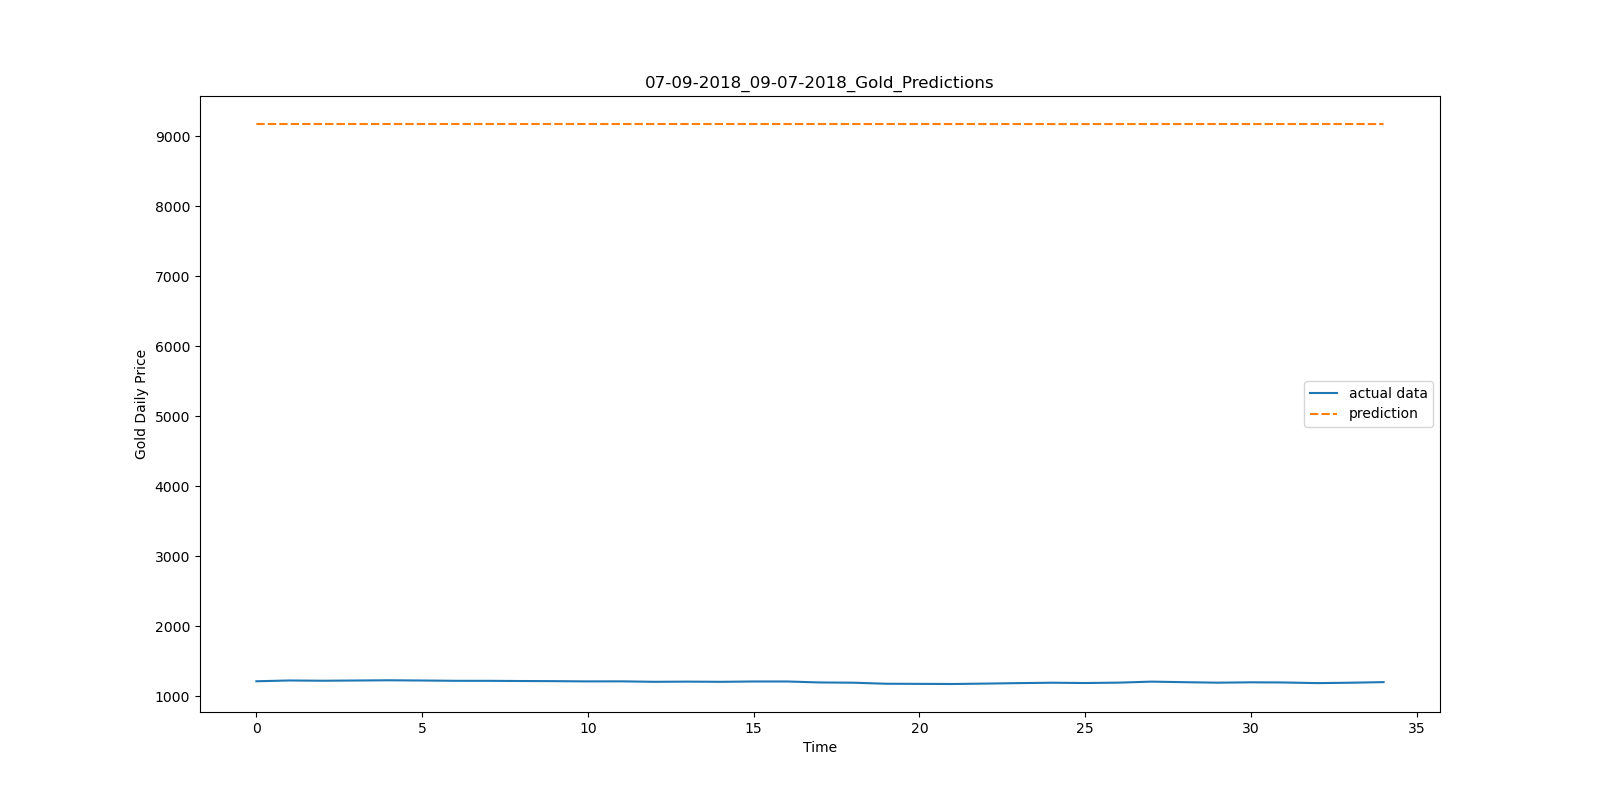 07-09-2018_09-07-2018_Gold_Predictions
Gold Daily Price
9000
8000
7000
6000
5000
4000
3000
2000
1000
actual data
prediction
0 5 10 15 20 25 30 35
Time